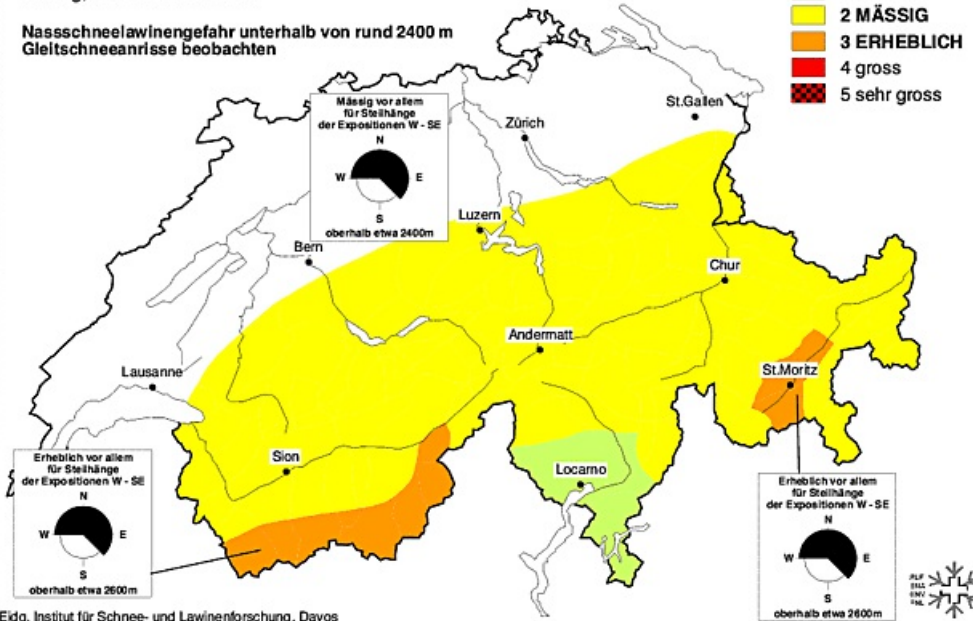 Nassschneelawinengefahr unterhalb von rund 2400 m
Gleitschneeanrisse beobachten
2 MÄSSIG
3 ERHEBLICH
4 gross
5 sehr gross
Mässig vor allem
für Steilhänge
der Expositionen W - SE
N
W E
S
oberhalb etwa 2400m
St.Gallen
Zürich
Luzern
Bern
Chur
Andermatt
Lausanne
St.Moritz
Sion
Locarno
Erheblich vor allem
für Steilhänge
der Expositionen W - SE
N
W E
S
oberhalb etwa 2600m
Erheblich vor allem
für Steilhänge
der Expositionen W - SE
N
W E
S
oberhalb etwa 2600m
Eidg. Institut für Schnee- und Lawinenforschung, Davos